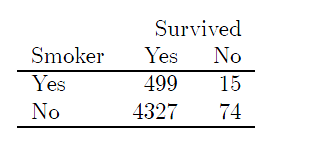 Survived
Smoker Yes No
Yes 499 15
No 4327 74